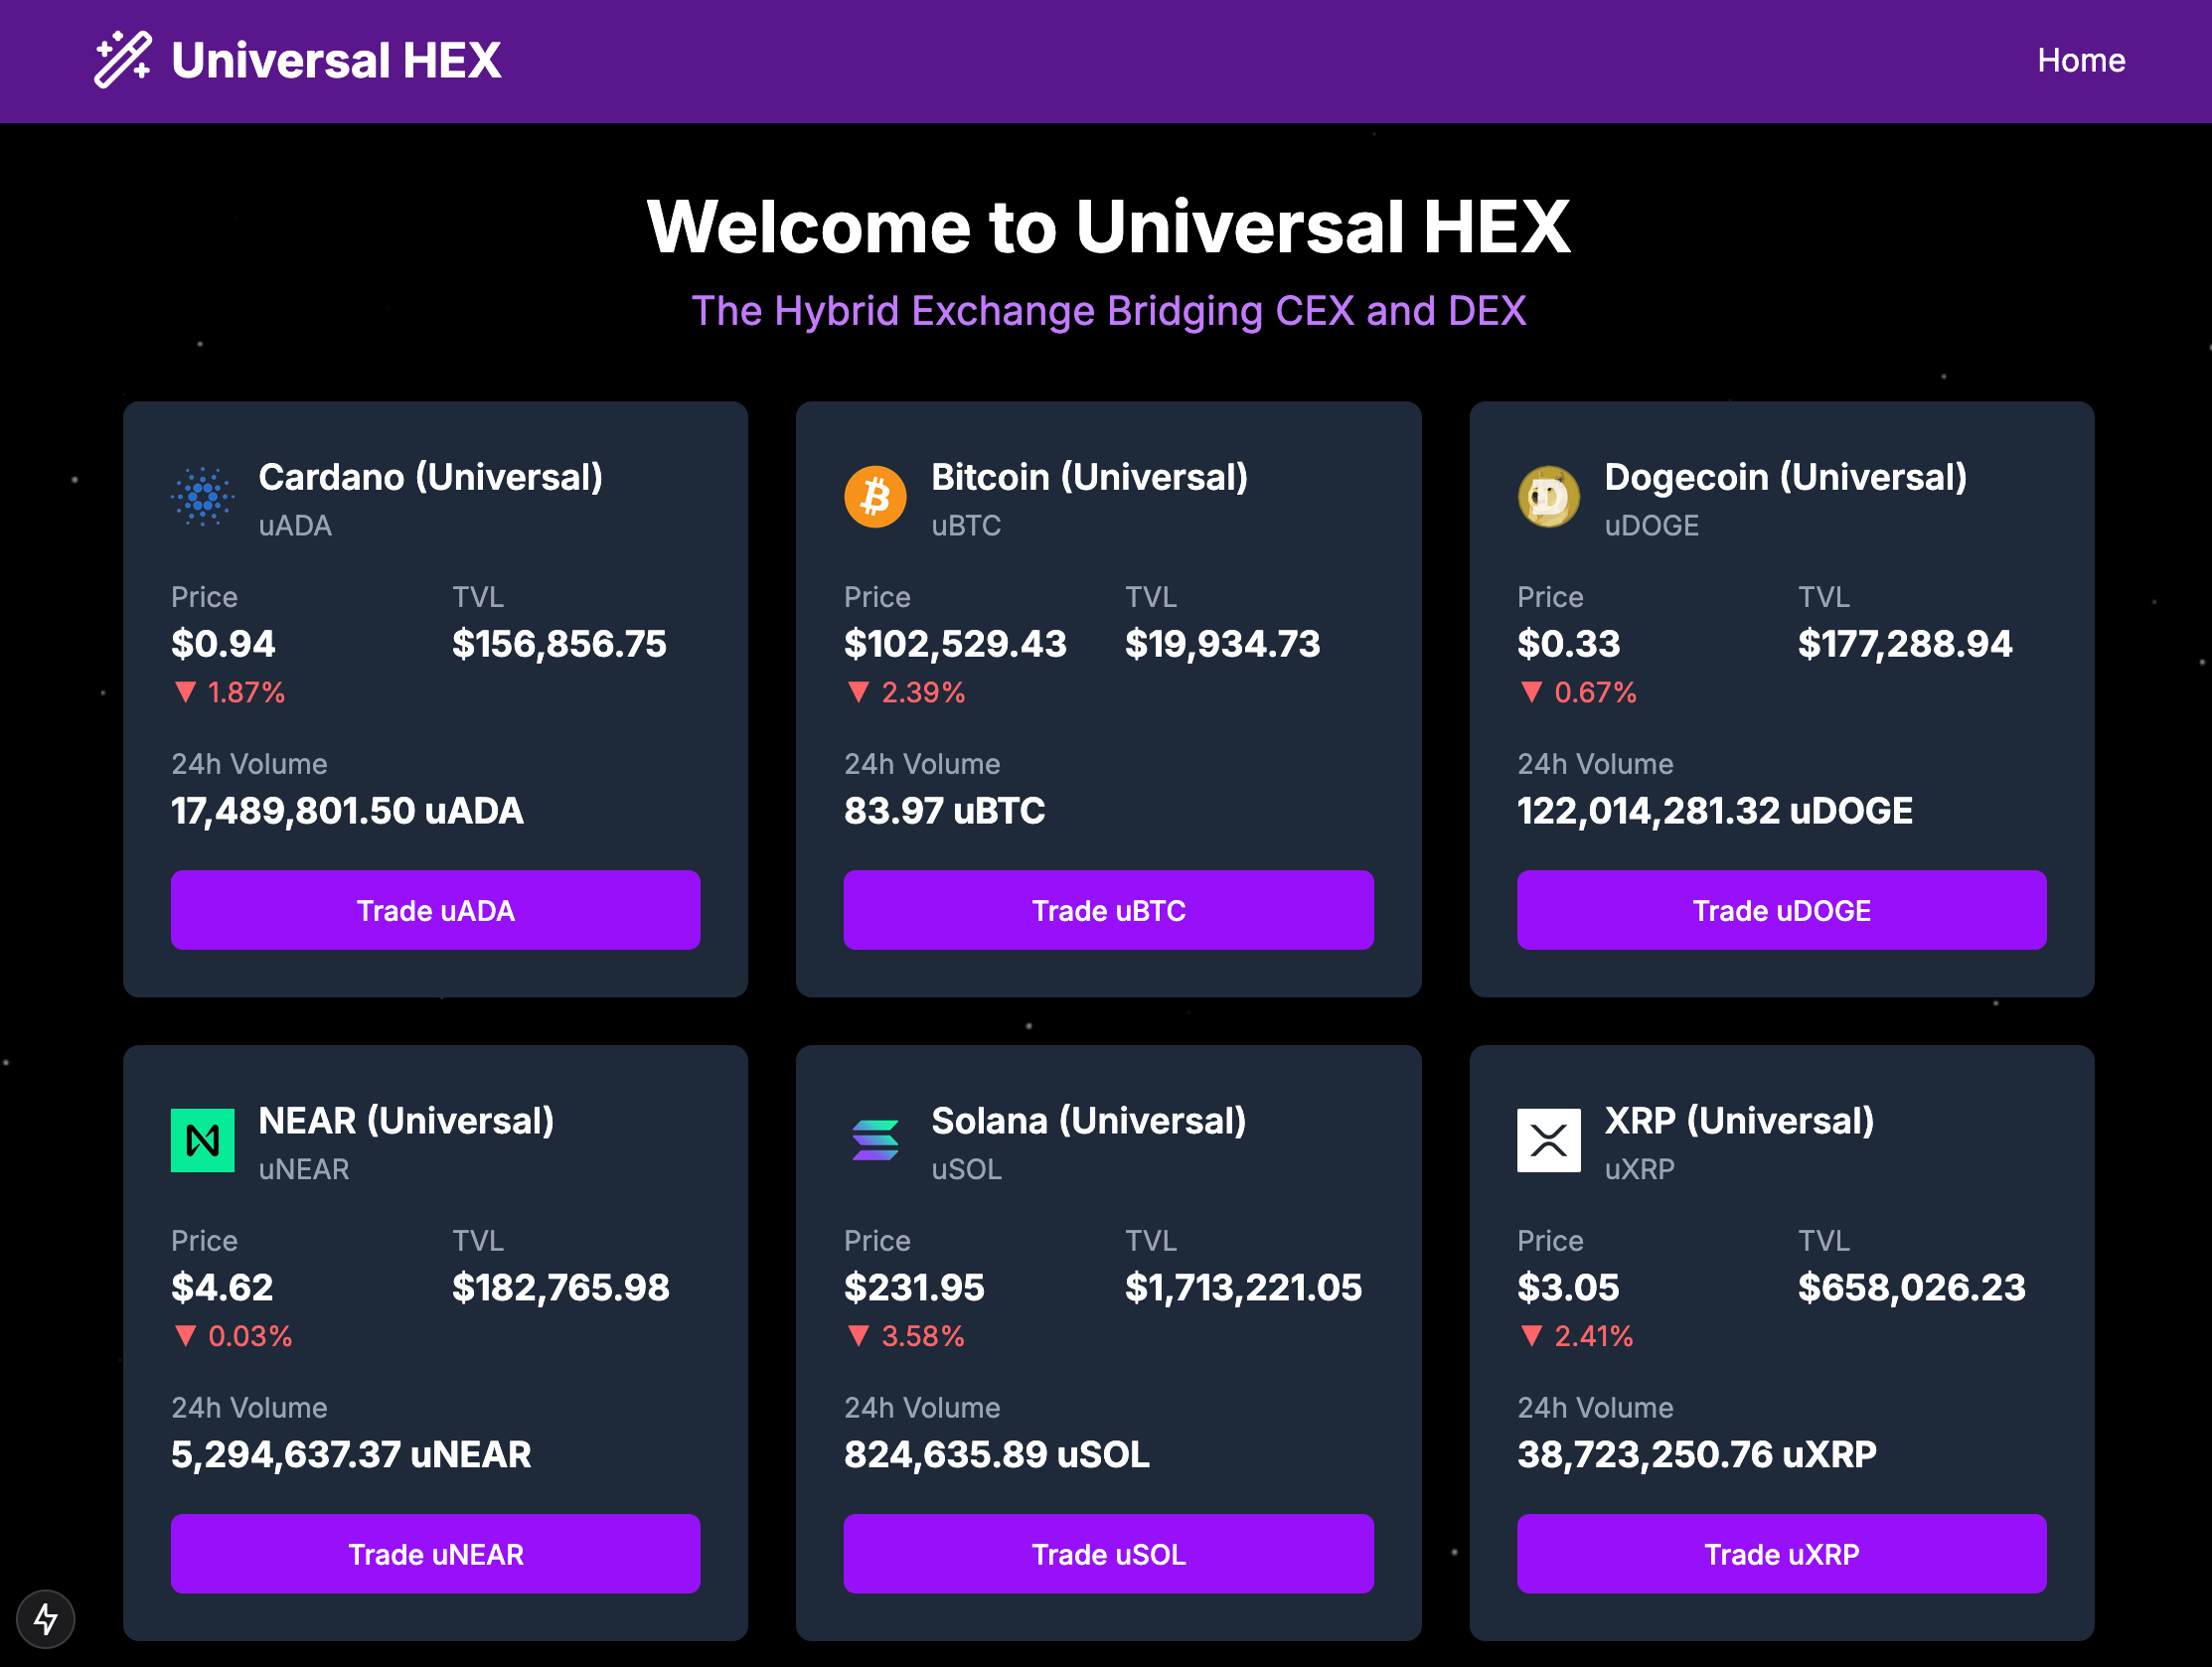 Universal HEX
Home
Welcome to Universal HEX
The Hybrid Exchange Bridging CEX and DEX
Cardano (Universal)
uADA
Price
$0.94
▼ 1.87%
TVL
$156,856.75
24h Volume
17,489,801.50 uADA
Trade uADA
Bitcoin (Universal)
uBTC
Price
$102,529.43
▼ 2.39%
TVL
$19,934.73
24h Volume
83.97 uBTC
Trade uBTC
Dogecoin (Universal)
uDOGE
Price
$0.33
▼ 0.67%
TVL
$177,288.94
24h Volume
122,014,281.32 uDOGE
Trade uDOGE
NEAR (Universal)
uNEAR
Price
$4.62
▼ 0.03%
TVL
$182,765.98
24h Volume
5,294,637.37 uNEAR
Trade uNEAR
Solana (Universal)
uSOL
Price
$231.95
▼ 3.58%
TVL
$1,713,221.05
24h Volume
824,635.89 uSOL
Trade uSOL
XRP (Universal)
uXRP
Price
$3.05
▼ 2.41%
TVL
$658,026.23
24h Volume
38,723,250.76 uXRP
Trade uXRP